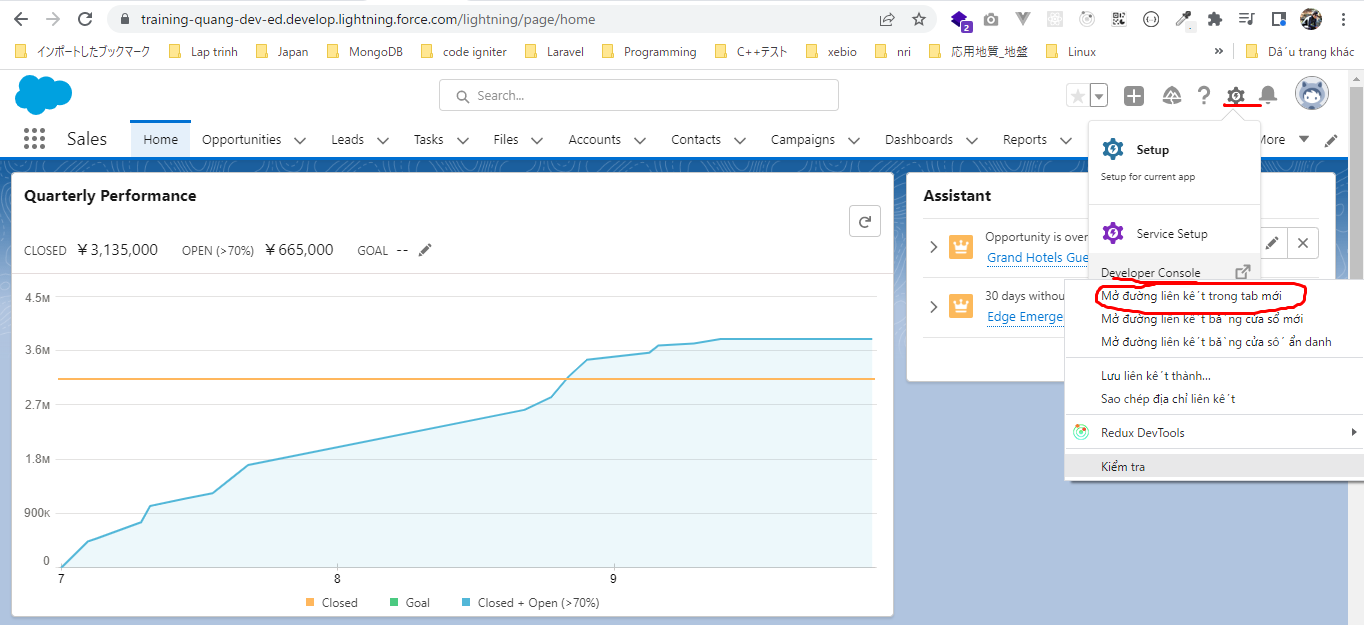 training-quang-dev-ed.develop.lightning.force.com/lightning/page/home
2
インポートしたブックマーク Lap trinh Japan MongoDB code igniter Laravel Programming C++テスト xebio nri 応用地質_地盤 Linux » Dấu trang khác
Search...
Sales Home Opportunities Leads Tasks Files Accounts Contacts Campaigns Dashboards Reports More
Setup
Setup for current app
Service Setup
Developer Console
Mở đường liên kết trong tab mới
Mở đường liên kết bằng cửa sổ mới
Mở đường liên kết bằng cửa sổ ẩn danh
Lưu liên kết thành...
Sao chép địa chỉ liên kết
Redux DevTools
Kiểm tra
Quarterly Performance
CLOSED ¥3,135,000 OPEN (>70%) ¥665,000 GOAL --
4.5M
3.6M
2.7M
1.8M
900K
0
7 8 9
Closed Goal Closed + Open (>70%)
Assistant
Opportunity is over
Grand Hotels Gue
30 days withou
Edge Emerge